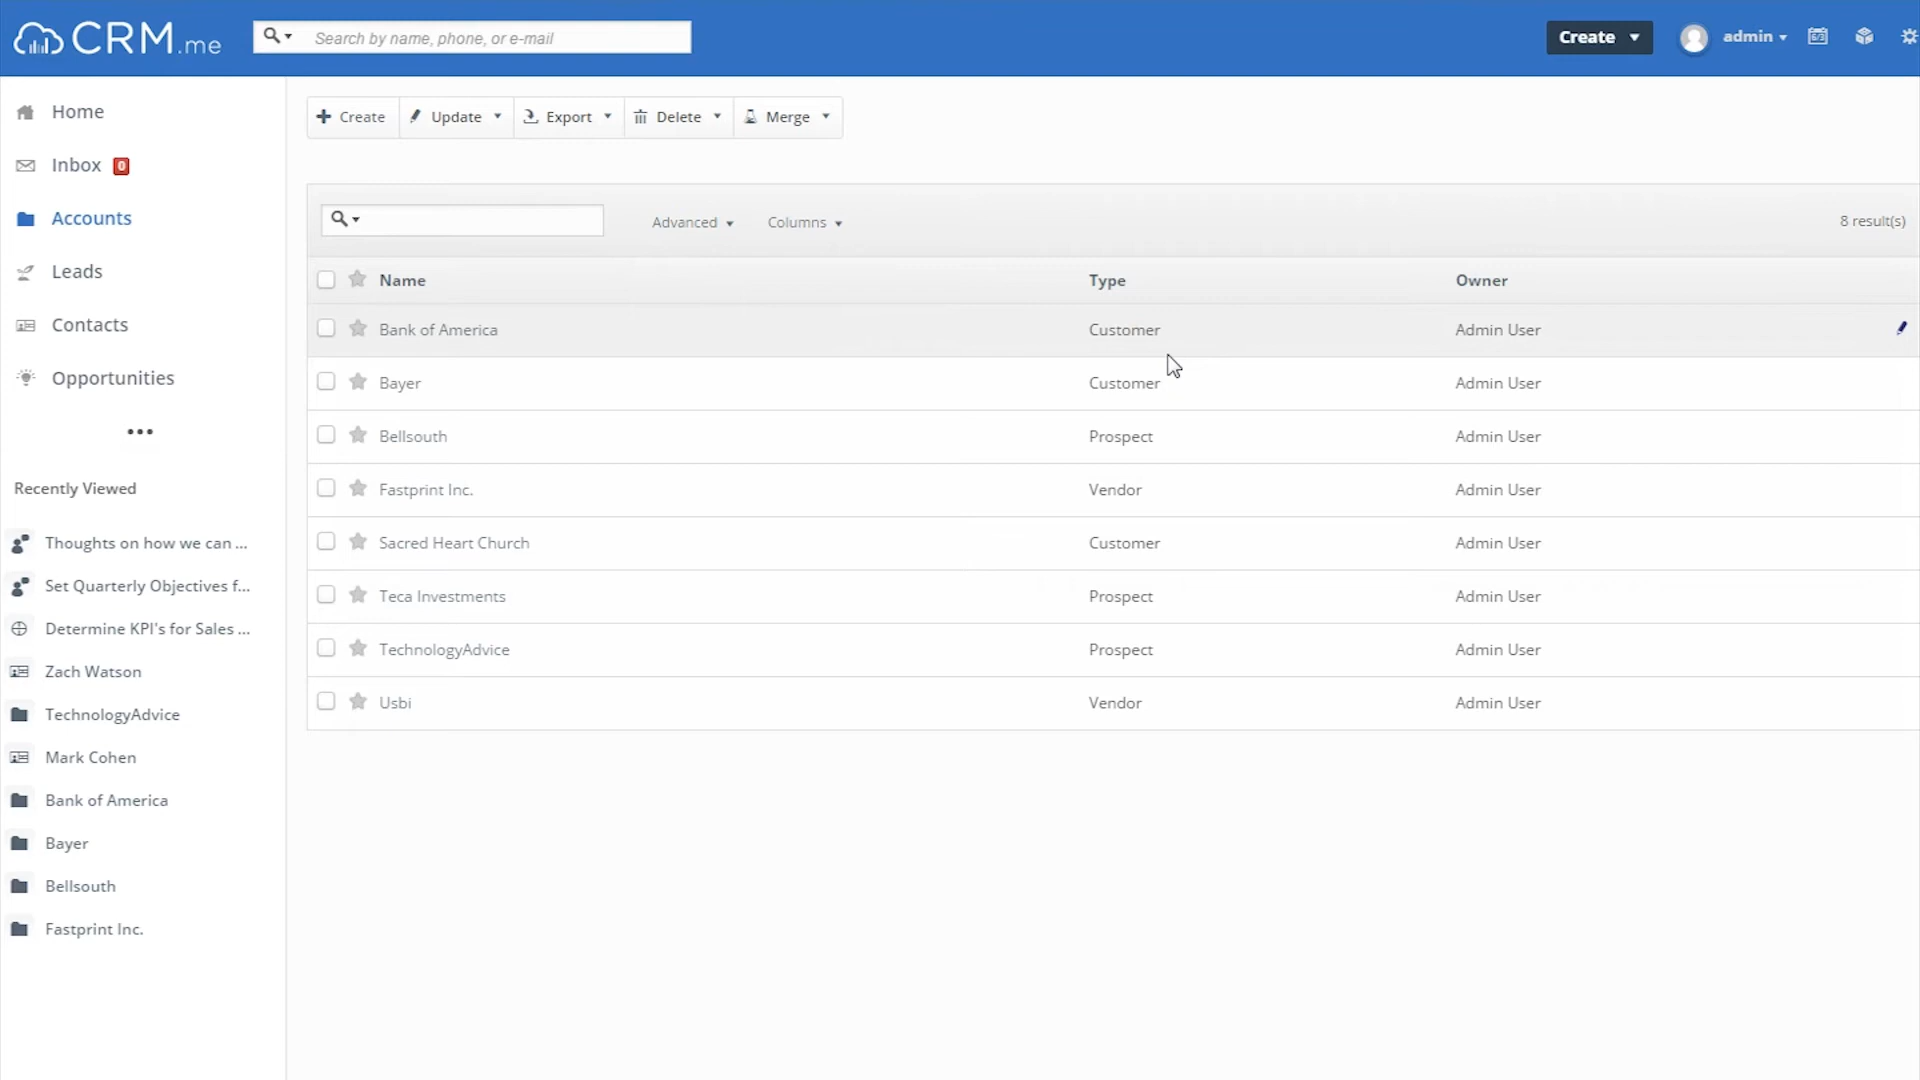 CRM.me
Search by name, phone, or e-mail
Create
admin
Home
Inbox 0
Accounts
Leads
Contacts
Opportunities
•••
Recently Viewed
Thoughts on how we can ...
Set Quarterly Objectives f...
Determine KPI's for Sales ...
Zach Watson
TechnologyAdvice
Mark Cohen
Bank of America
Bayer
Bellsouth
Fastprint Inc.
Create Update Export Delete Merge
Advanced Columns 8 result(s)
Name Type Owner
Bank of America Customer Admin User
Bayer Customer Admin User
Bellsouth Prospect Admin User
Fastprint Inc. Vendor Admin User
Sacred Heart Church Customer Admin User
Teca Investments Prospect Admin User
TechnologyAdvice Prospect Admin User
Usbi Vendor Admin User